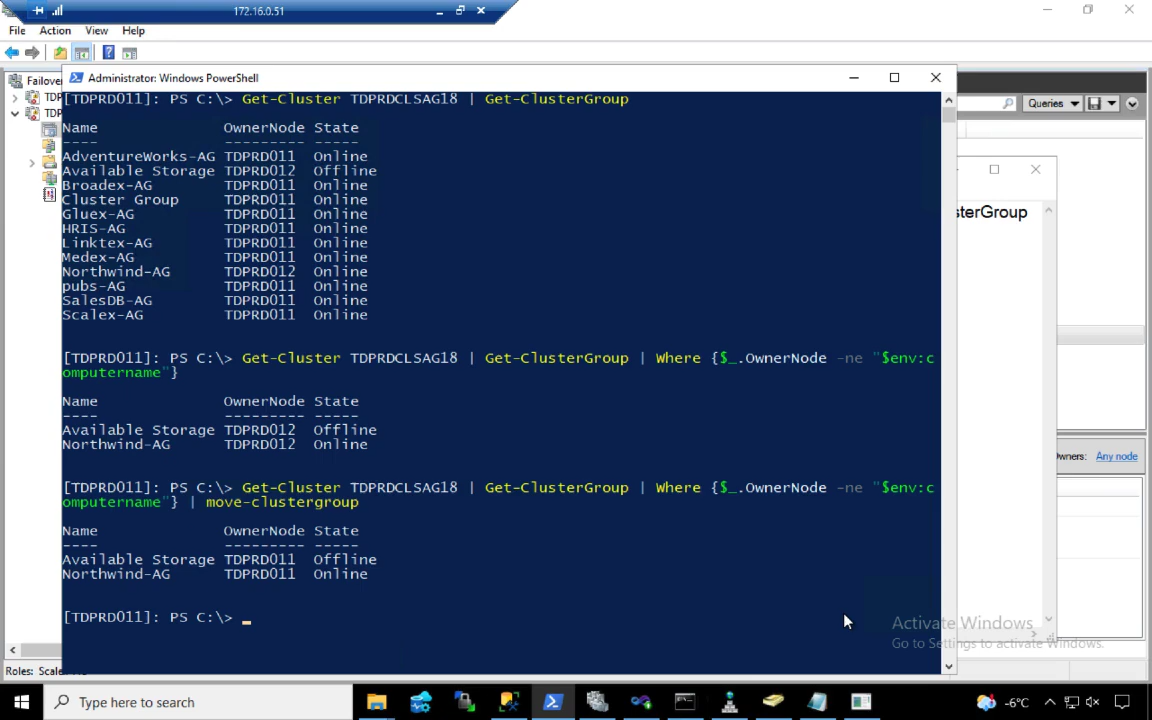 172.16.0.51
File Action View Help
Queries
Failover
Administrator: Windows PowerShell
[TDPRD011]: PS C:\> Get-Cluster TDPRDCLSAG18 | Get-ClusterGroup
Name OwnerNode State
---- --------- -----
AdventureWorks-AG TDPRD011 Online
Available Storage TDPRD012 Offline
Broadex-AG TDPRD011 Online
Cluster Group TDPRD011 Online
Gluex-AG TDPRD011 Online
HRIS-AG TDPRD011 Online
Linktex-AG TDPRD011 Online
Medex-AG TDPRD011 Online
Northwind-AG TDPRD012 Online
pubs-AG TDPRD011 Online
SalesDB-AG TDPRD011 Online
Scalex-AG TDPRD011 Online
[TDPRD011]: PS C:\> Get-Cluster TDPRDCLSAG18 | Get-ClusterGroup | Where {$_.OwnerNode -ne "$env:c
omputername"}
Name OwnerNode State
---- --------- -----
Available Storage TDPRD012 Offline
Northwind-AG TDPRD012 Online
[TDPRD011]: PS C:\> Get-Cluster TDPRDCLSAG18 | Get-ClusterGroup | Where {$_.OwnerNode -ne "$env:c
omputername"} | move-clustergroup
Name OwnerNode State
---- --------- -----
Available Storage TDPRD011 Offline
Northwind-AG TDPRD011 Online
[TDPRD011]: PS C:\>
sterGroup
wners: Any node
Activate Windows
Go to Settings to activate Windows.
Roles: Scale
Type here to search
-6°C